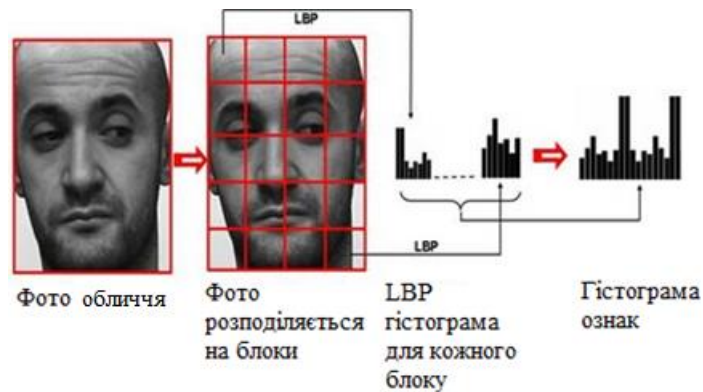 LBP
LBP
Фото обличчя
Фото
розподіляється
на блоки
LBP
гістограма
для кожного
блоку
Гістограма
ознак